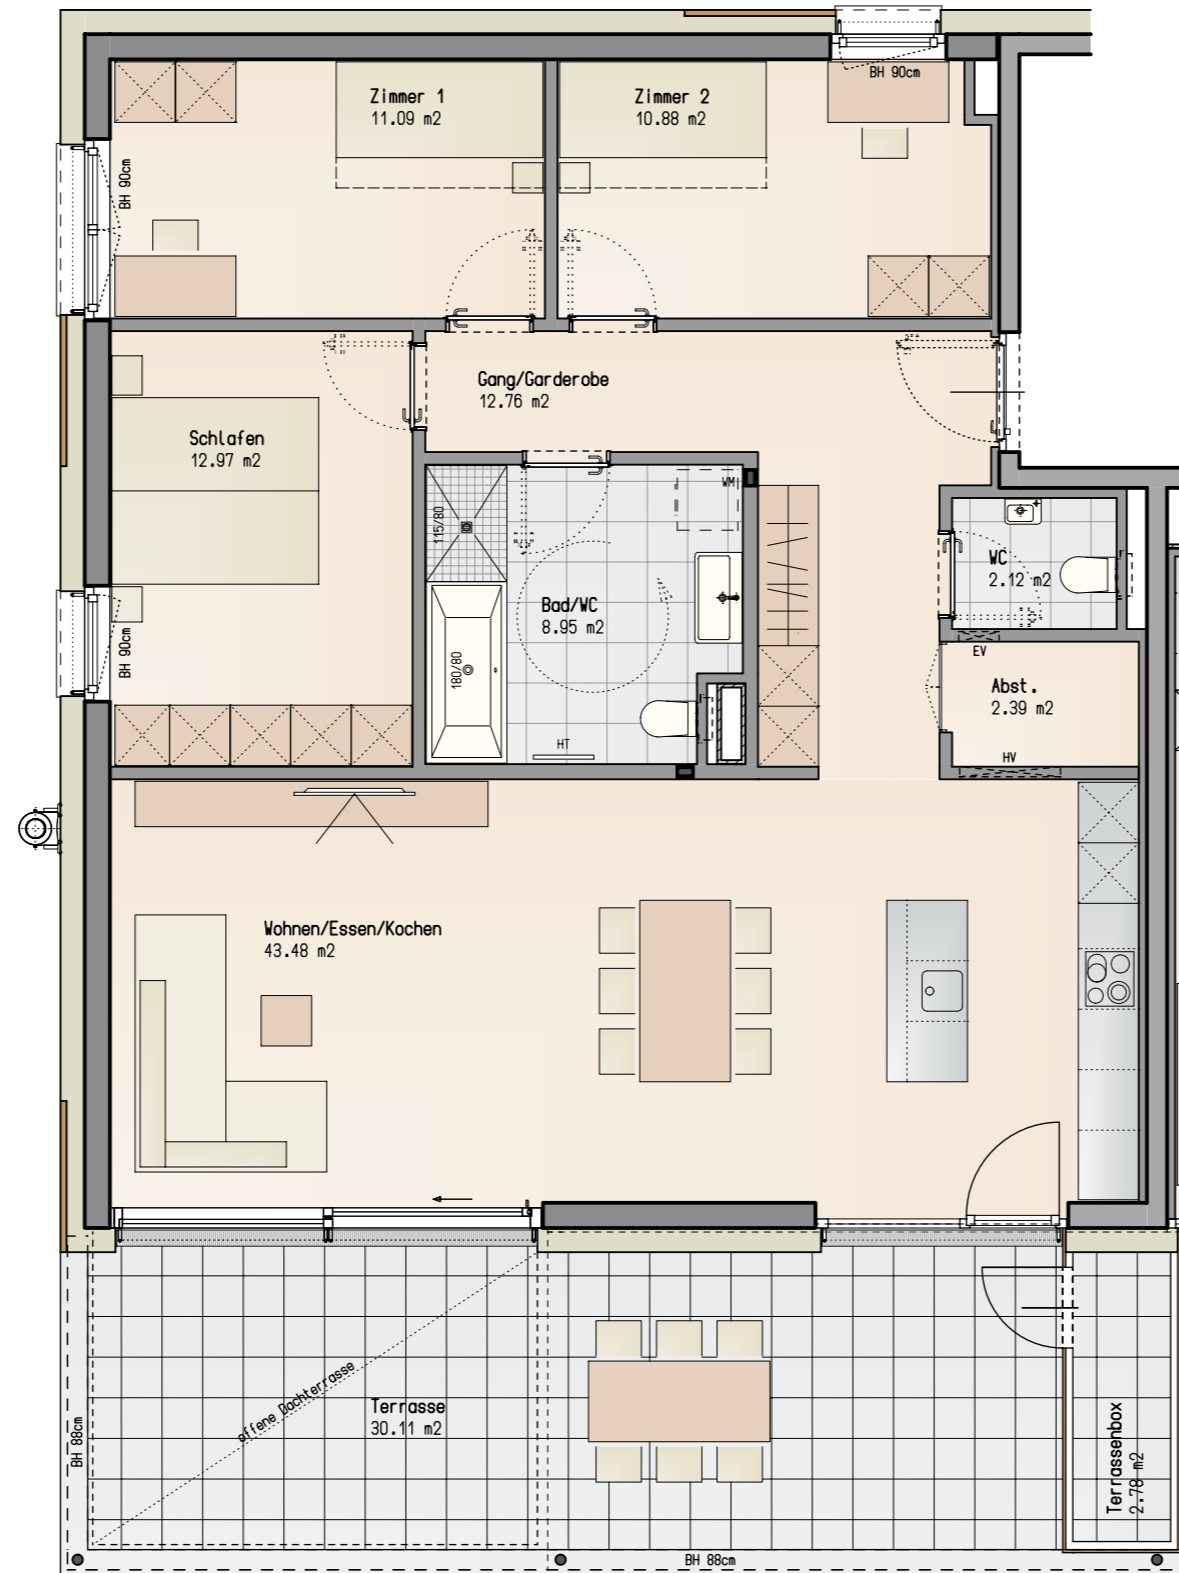 BH 90cm
Zimmer 1
11.09 m2
Zimmer 2
10.88 m2
BH 90cm
Gang/Garderobe
12.76 m2
Schlafen
12.97 m2
WM
115/80
WC
2.12 m2
Bad/WC
8.95 m2
BH 90cm
180/80
EV
Abst.
2.39 m2
HT
HV
Wohnen/Essen/Kochen
43.48 m2
offene Dachterrasse
Terrasse
30.11 m2
BH 88cm
Terrassenbox
2.78 m2
BH 88cm